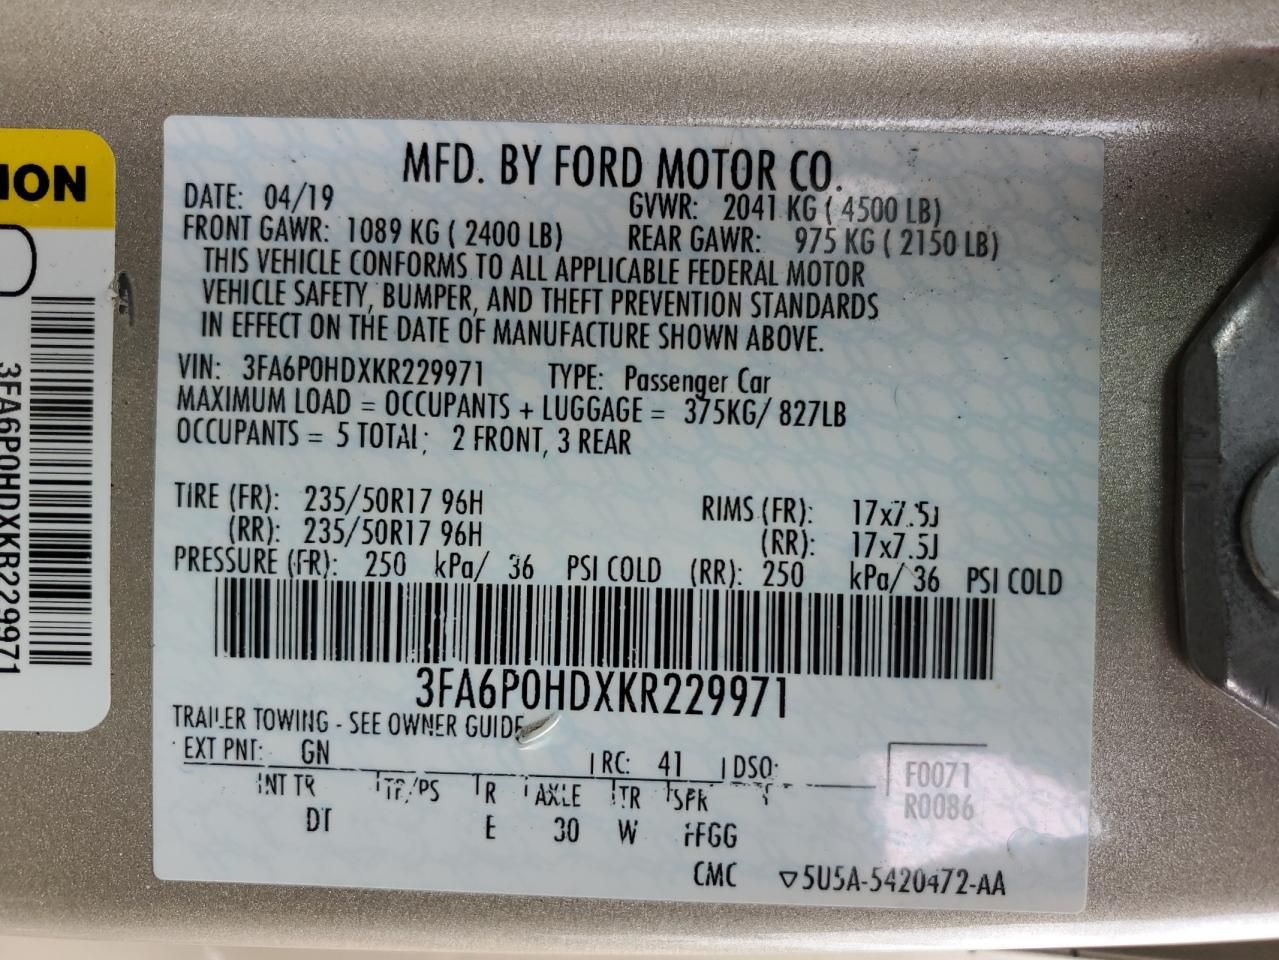 ION
3FA6P0HDXKR229971
MFD. BY FORD MOTOR CO.
DATE: 04/19 GVWR: 2041 KG ( 4500 LB)
FRONT GAWR: 1089 KG ( 2400 LB) REAR GAWR: 975 KG ( 2150 LB)
THIS VEHICLE CONFORMS TO ALL APPLICABLE FEDERAL MOTOR
VEHICLE SAFETY, BUMPER, AND THEFT PREVENTION STANDARDS
IN EFFECT ON THE DATE OF MANUFACTURE SHOWN ABOVE.
VIN: 3FA6P0HDXKR229971 TYPE: Passenger Car
MAXIMUM LOAD = OCCUPANTS + LUGGAGE = 375KG/ 827LB
OCCUPANTS = 5 TOTAL; 2 FRONT, 3 REAR
TIRE (FR): 235/50R17 96H RIMS (FR): 17x7.5J
(RR): 235/50R17 96H (RR): 17x7.5J
PRESSURE (FR): 250 kPa/ 36 PSI COLD (RR): 250 kPa/ 36 PSI COLD
3FA6P0HDXKR229971
TRAILER TOWING - SEE OWNER GUIDE
EXT PNT: GN RC: 41 DSO: F0071
INT TR TP/PS R AXLE TR SPR R0086
DT E 30 W FFGG
CMC ▽5U5A-5420472-AA